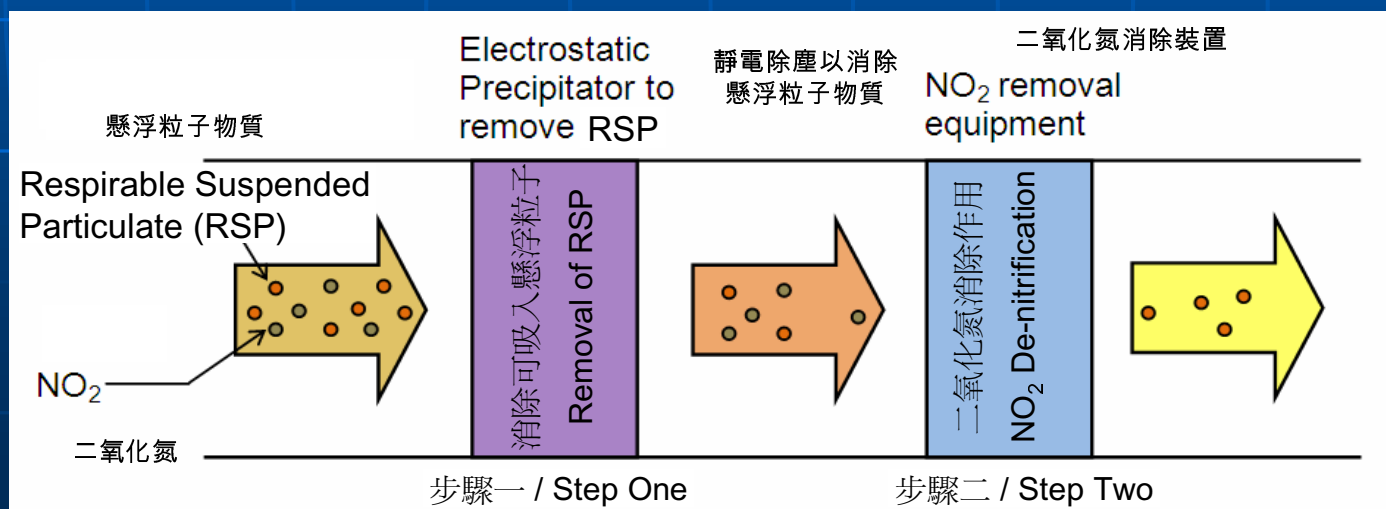 懸浮粒子物質
Respirable Suspended
Particulate (RSP)
NO₂
二氧化氮
Electrostatic
Precipitator to
remove RSP
消除可吸入懸浮粒子
Removal of RSP
步驟一 / Step One
靜電除塵以消除
懸浮粒子物質
二氧化氮消除裝置
NO₂ removal
equipment
二氧化氮消除作用
NO₂ De-nitrification
步驟二 / Step Two